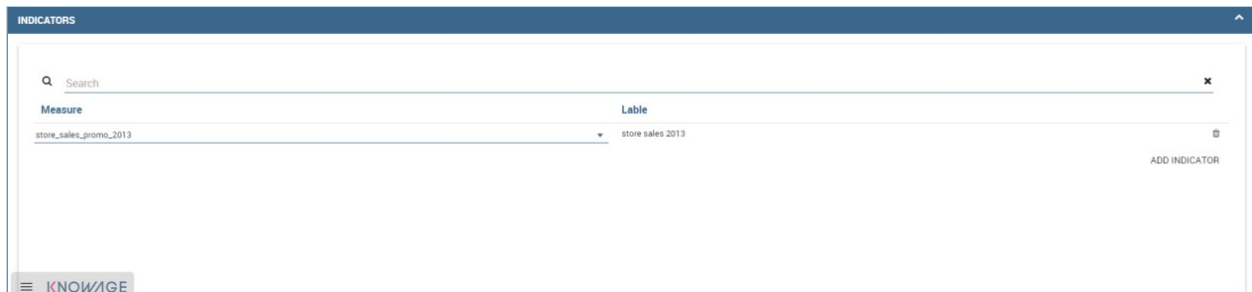 INDICATORS
Search
Measure Lable
store_sales_promo_2013 store sales 2013
ADD INDICATOR
KNOWAGE